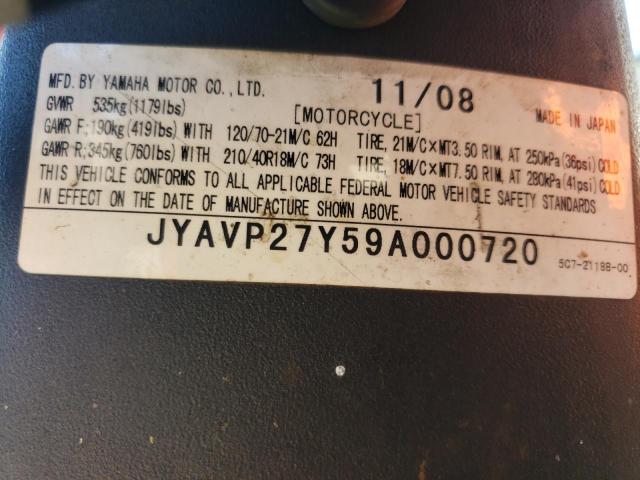 MFD. BY YAMAHA MOTOR CO., LTD. 11/08
GVWR 535kg(1179lbs) [MOTORCYCLE] MADE IN JAPAN
GAWR F;190kg(419lbs) WITH 120/70-21M/C 62H TIRE, 21M/C×MT3.50 RIM, AT 250kPa(36psi)COLD
GAWR R;345kg(760lbs) WITH 210/40R18M/C 73H TIRE, 18M/C×MT7.50 RIM, AT 280kPa(41psi)COLD
THIS VEHICLE CONFORMS TO ALL APPLICABLE FEDERAL MOTOR VEHICLE SAFETY STANDARDS
IN EFFECT ON THE DATE OF MANUFACTURE SHOWN ABOVE.
JYAVP27Y59A000720
5C7-2118B-00